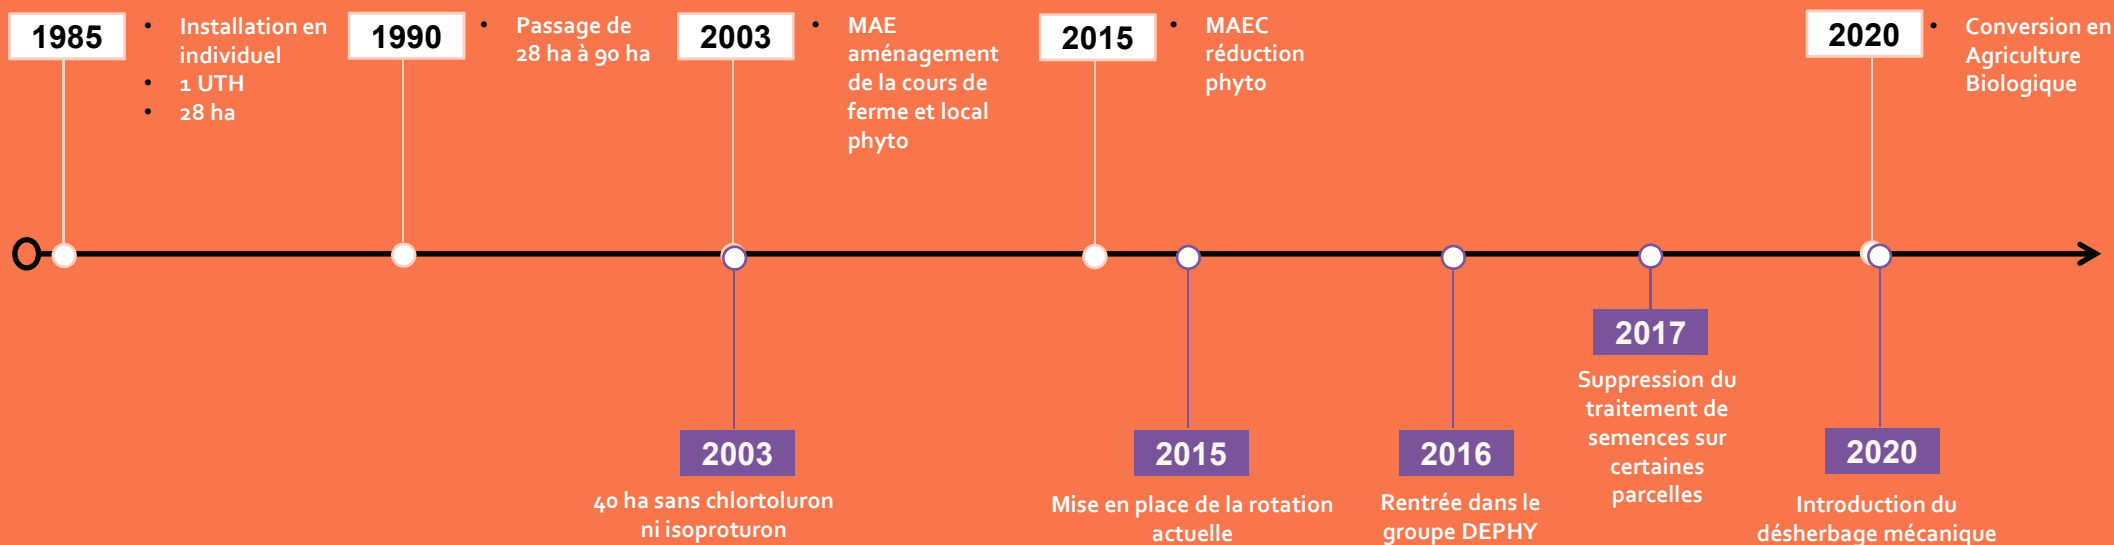 1985
• Installation en
individuel
• 1 UTH
• 28 ha
1990
• Passage de
28 ha à 90 ha
2003
• MAE
aménagement
de la cours de
ferme et local
phyto
2015
• MAEC
réduction
phyto
2020
• Conversion en
Agriculture
Biologique
2003
40 ha sans chlortoluron
ni isoproturon
2015
Mise en place de la rotation
actuelle
2016
Rentrée dans le
groupe DEPHY
2017
Suppression du
traitement de
semences sur
certaines
parcelles
2020
Introduction du
désherbage mécanique